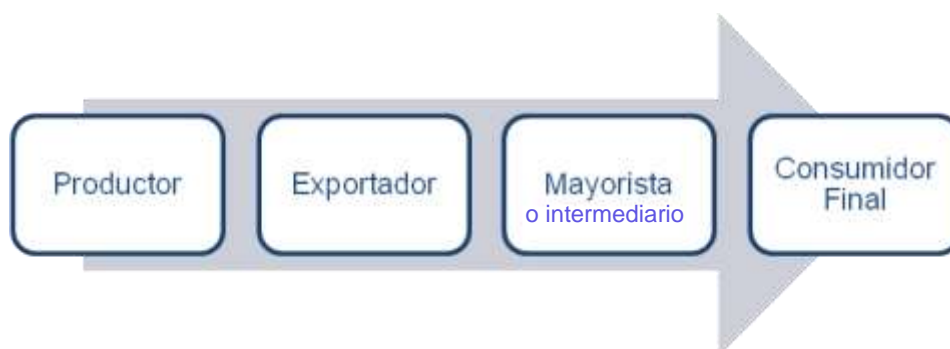 Productor
Exportador
Mayorista
o intermediario
Consumidor
Final